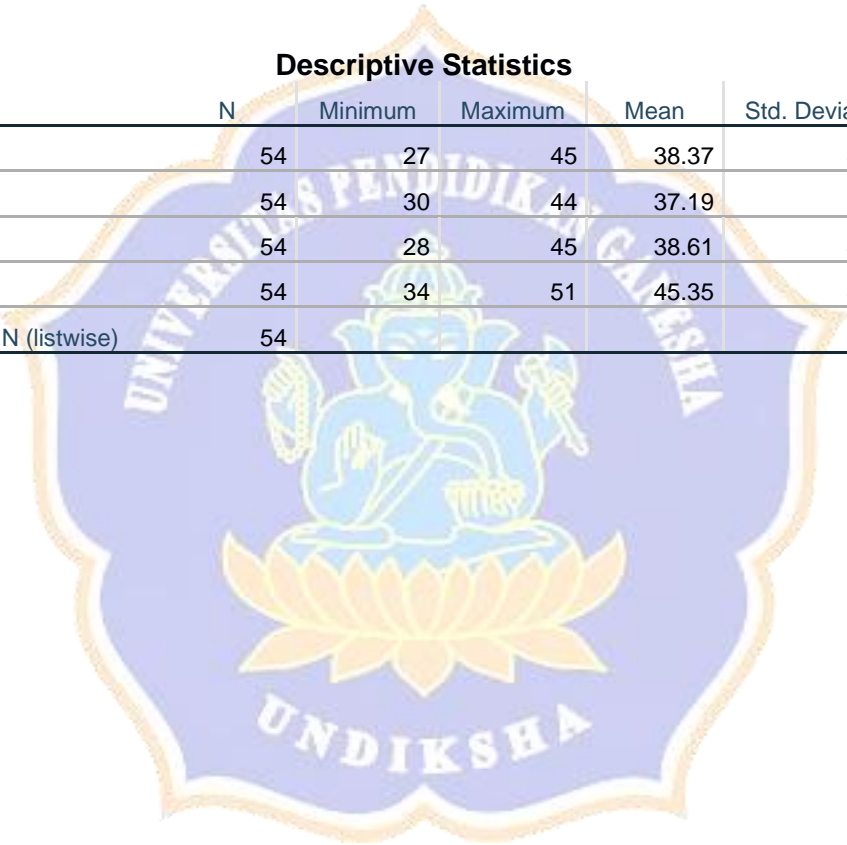 Descriptive Statistics
N Minimum Maximum Mean Std. Devia
54 27 45 38.37
54 30 44 37.19
54 28 45 38.61
54 34 51 45.35
N (listwise) 54
UNIVERSITAS PENDIDIKAN GANESHA
UNDIKSHA